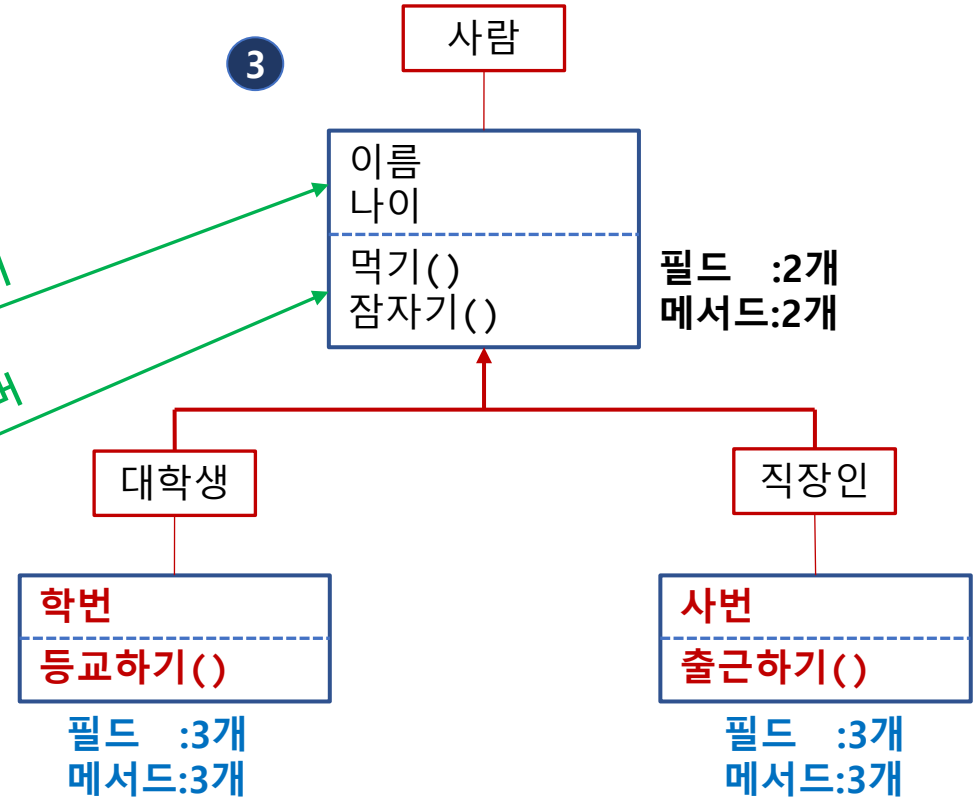 3
사람
이름
나이
먹기()
잠자기()
필드 :2개
메서드:2개
대학생
직장인
학번
등교하기()
사번
출근하기()
필드 :3개
메서드:3개
필드 :3개
메서드:3개